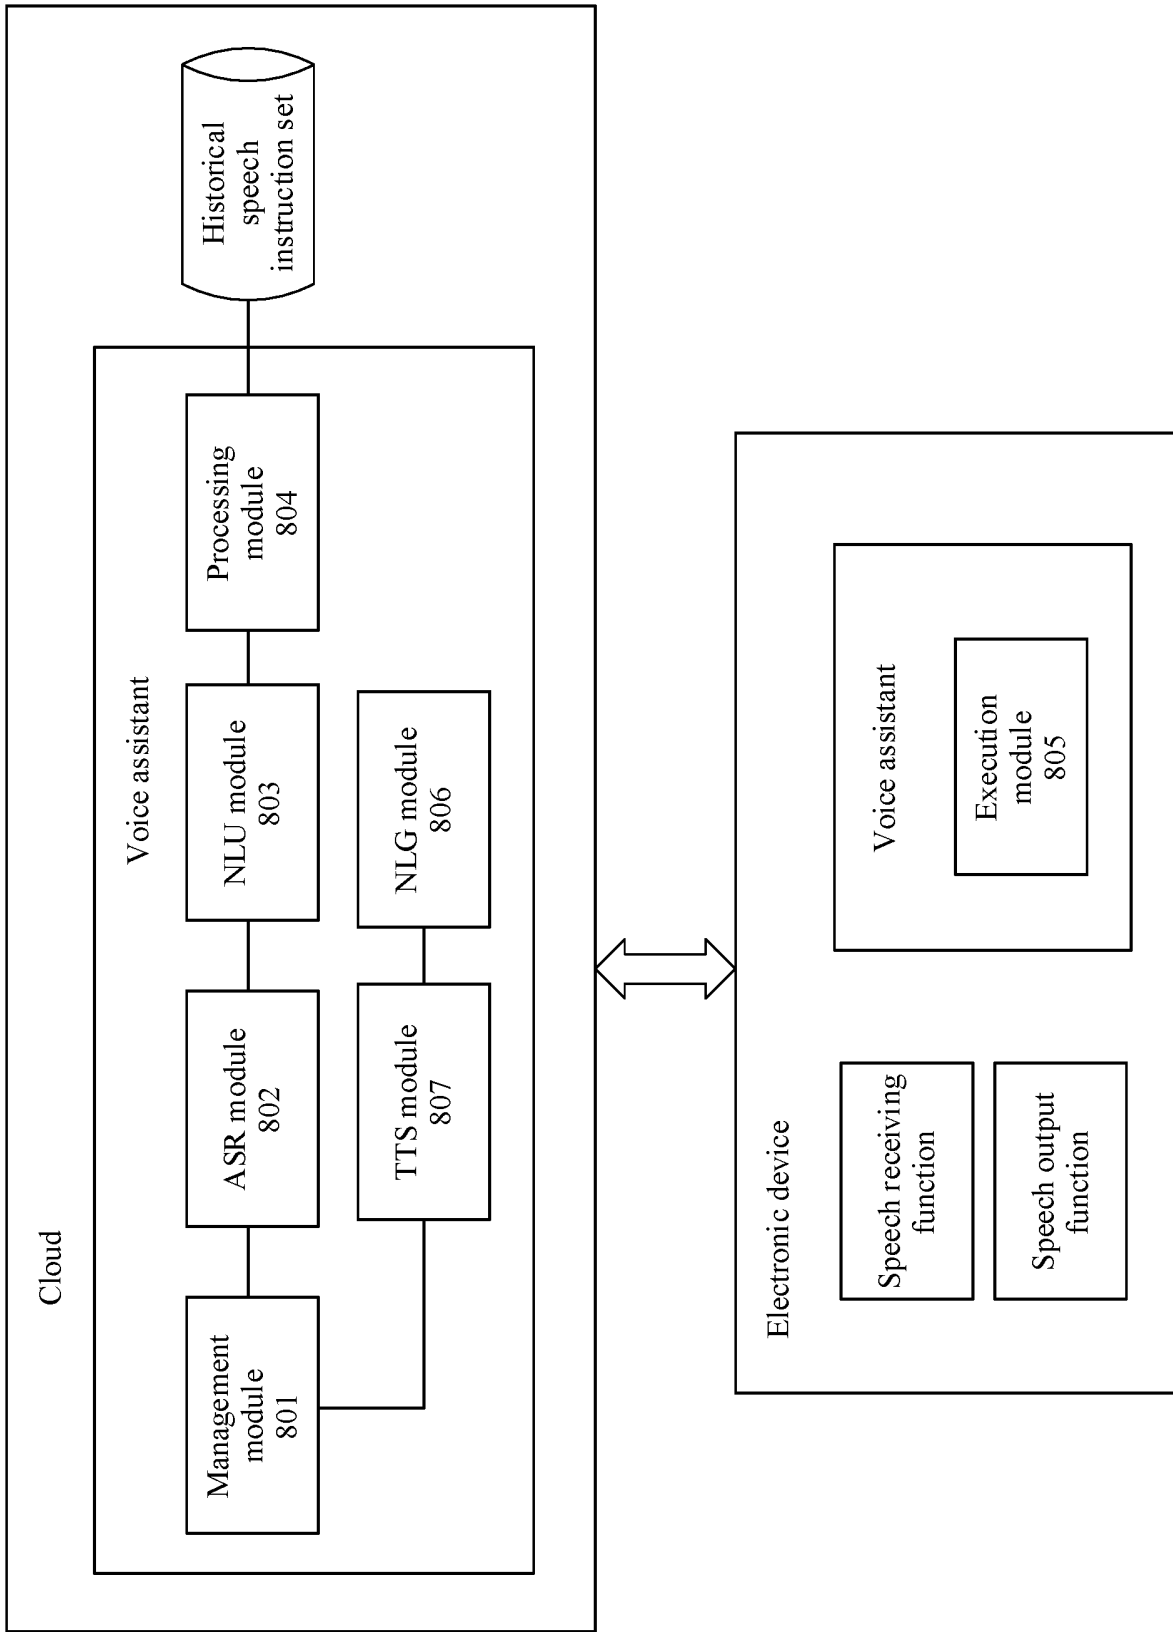 Cloud
Voice assistant
Management
module
801
ASR module
802
NLU module
803
Processing
module
804
Historical
speech
instruction set
TTS module
807
NLG module
806
Electronic device
Speech receiving
function
Speech output
function
Voice assistant
Execution
module
805